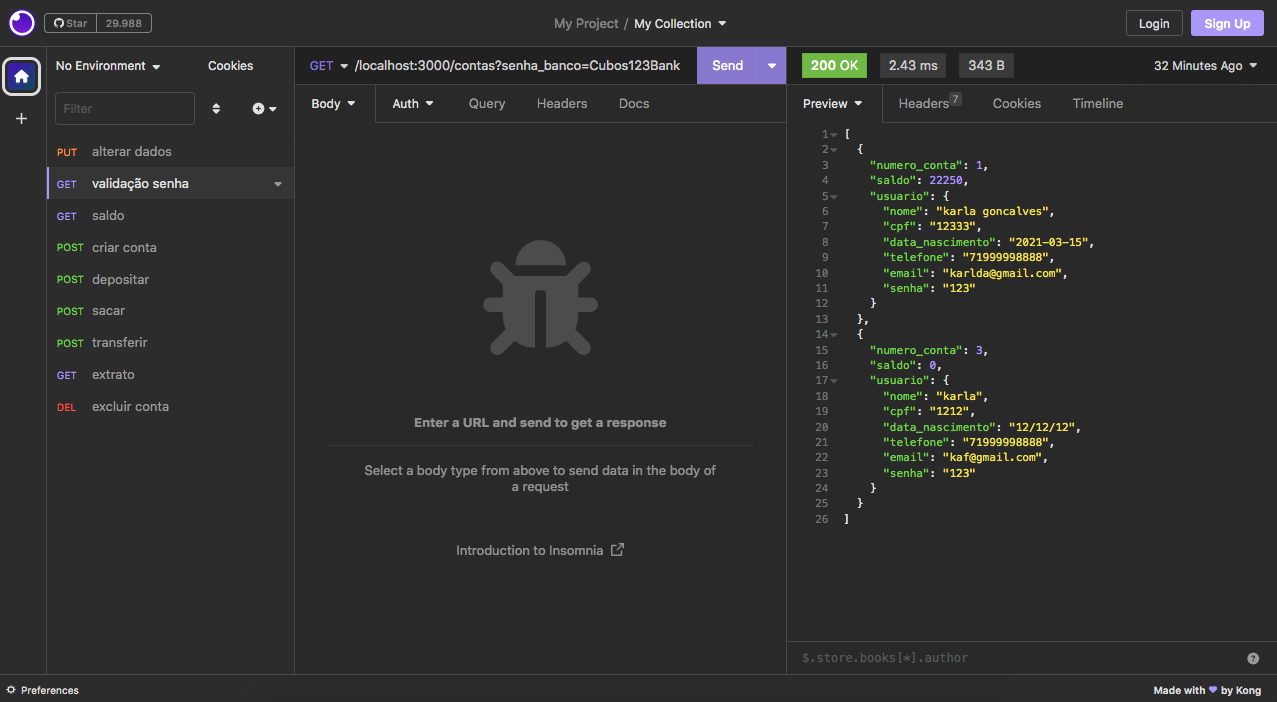 Star 29.988
My Project / My Collection
Login
Sign Up
No Environment
Cookies
Filter
PUT alterar dados
GET validação senha
GET saldo
POST criar conta
POST depositar
POST sacar
POST transferir
GET extrato
DEL excluir conta
GET /localhost:3000/contas?senha_banco=Cubos123Bank Send
Body Auth Query Headers Docs
Enter a URL and send to get a response
Select a body type from above to send data in the body of
a request
Introduction to Insomnia
200 OK 2.43 ms 343 B 32 Minutes Ago
Preview Headers 7 Cookies Timeline
1 [
2 {
3 "numero_conta": 1,
4 "saldo": 22250,
5 "usuario": {
6 "nome": "karla goncalves",
7 "cpf": "12333",
8 "data_nascimento": "2021-03-15",
9 "telefone": "71999998888",
10 "email": "karlda@gmail.com",
11 "senha": "123"
12 }
13 },
14 {
15 "numero_conta": 3,
16 "saldo": 0,
17 "usuario": {
18 "nome": "karla",
19 "cpf": "1212",
20 "data_nascimento": "12/12/12",
21 "telefone": "71999998888",
22 "email": "kaf@gmail.com",
23 "senha": "123"
24 }
25 }
26 ]
$.store.books[*].author
Preferences
Made with ♥ by Kong